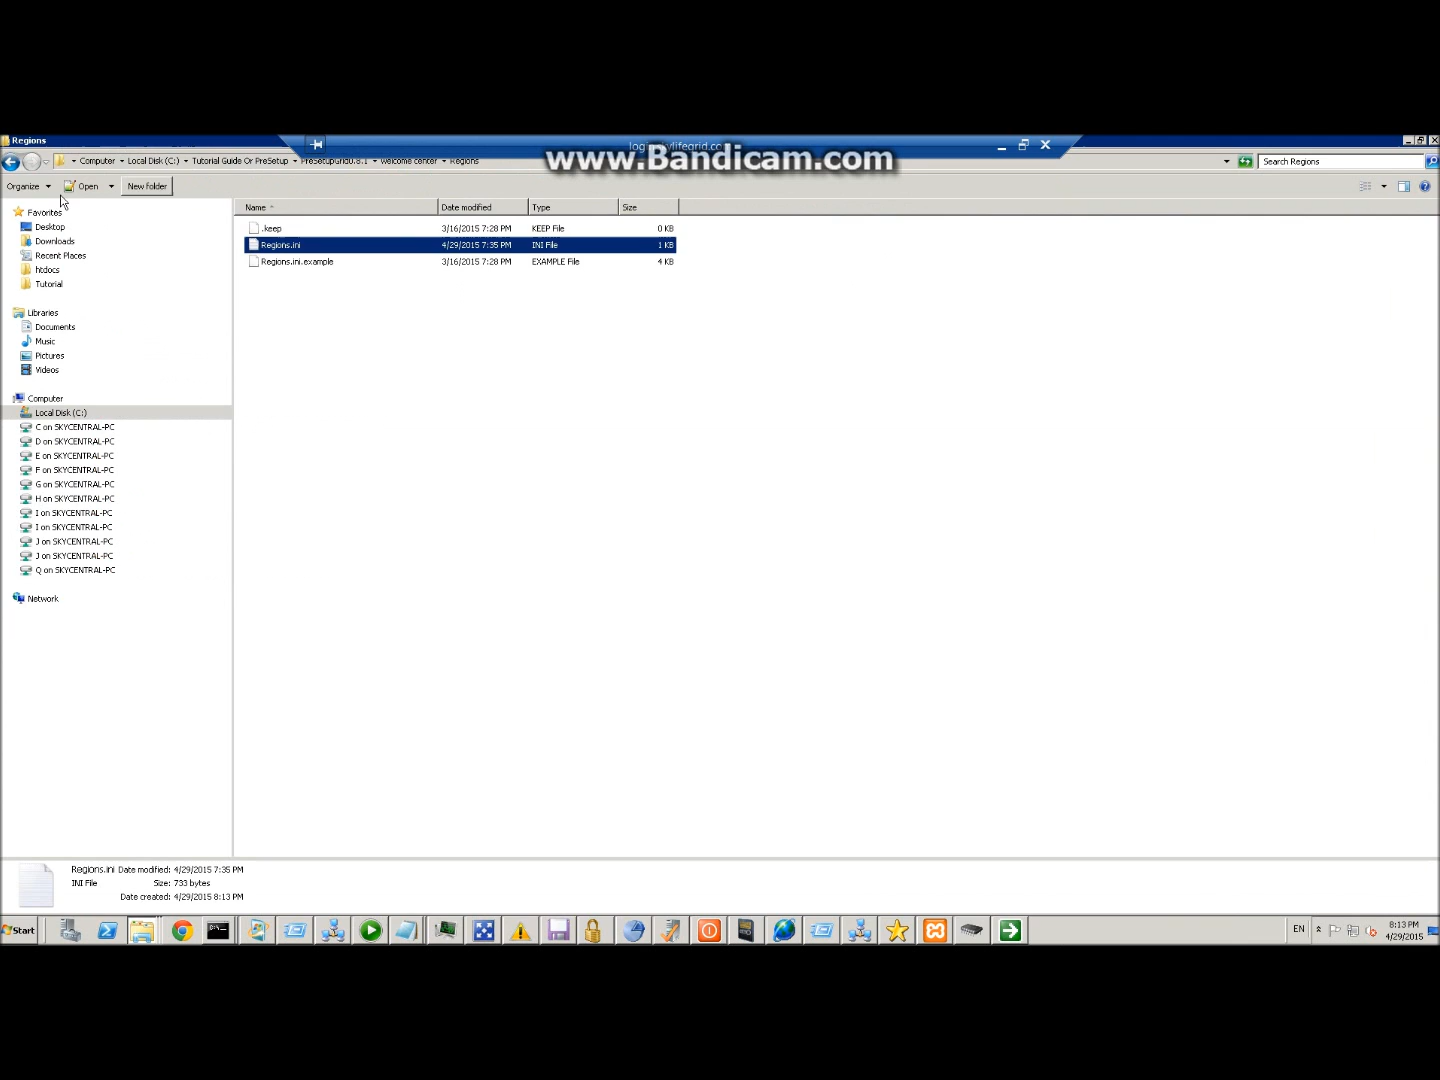 Regions
www.Bandicam.com
Computer Local Disk (C:) Tutorial Guide Or PreSetup PreSetupGrid0.8.1 welcome center Regions
Search Regions
Organize Open New folder
Name Date modified Type Size
.keep 3/16/2015 7:28 PM KEEP File 0 KB
Regions.ini 4/29/2015 7:35 PM INI File 1 KB
Regions.ini.example 3/16/2015 7:28 PM EXAMPLE File 4 KB
Favorites
Desktop
Downloads
Recent Places
htdocs
Tutorial
Libraries
Documents
Music
Pictures
Videos
Computer
Local Disk (C:)
C on SKYCENTRAL-PC
D on SKYCENTRAL-PC
E on SKYCENTRAL-PC
F on SKYCENTRAL-PC
G on SKYCENTRAL-PC
H on SKYCENTRAL-PC
I on SKYCENTRAL-PC
I on SKYCENTRAL-PC
J on SKYCENTRAL-PC
J on SKYCENTRAL-PC
Q on SKYCENTRAL-PC
Network
Regions.ini Date modified: 4/29/2015 7:35 PM
INI File Size: 733 bytes
Date created: 4/29/2015 8:13 PM
Start
EN
8:13 PM
4/29/2015